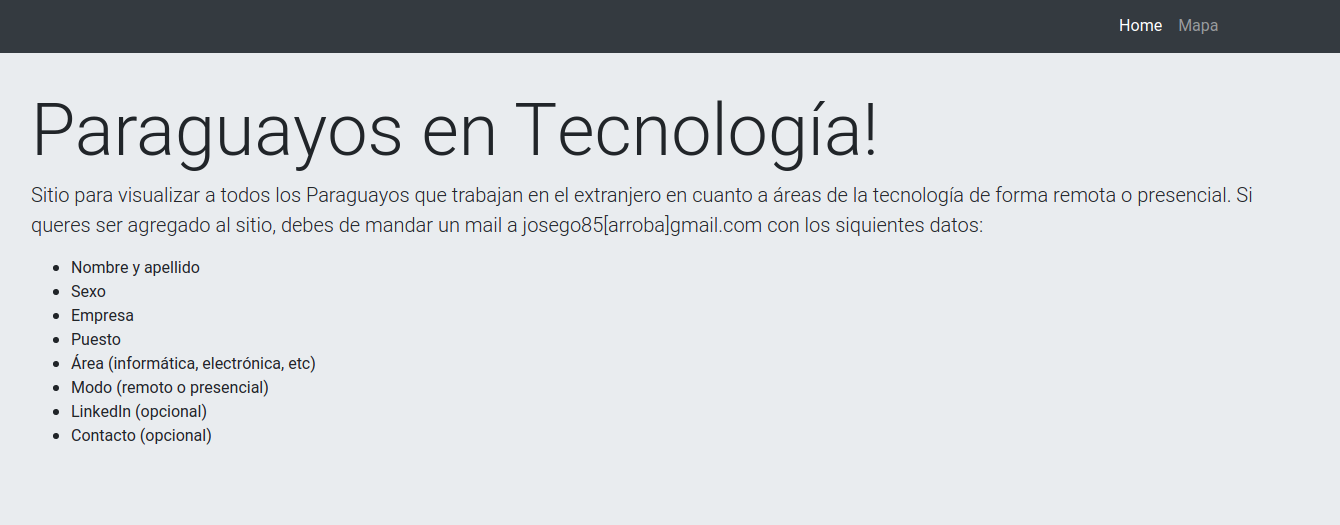 Home Mapa
Paraguayos en Tecnología!
Sitio para visualizar a todos los Paraguayos que trabajan en el extranjero en cuanto a áreas de la tecnología de forma remota o presencial. Si
queres ser agregado al sitio, debes de mandar un mail a josego85[arroba]gmail.com con los siquientes datos:
Nombre y apellido
Sexo
Empresa
Puesto
Área (informática, electrónica, etc)
Modo (remoto o presencial)
LinkedIn (opcional)
Contacto (opcional)